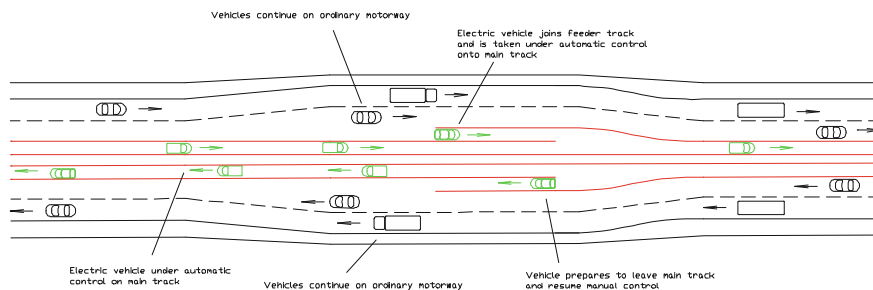 Vehicles continue on ordinary motorway
Electric vehicle joins feeder track
and is taken under automatic control
onto main track
Electric vehicle under automatic
control on main track
Vehicles continue on ordinary motorway
Vehicle prepares to leave main track
and resume manual control